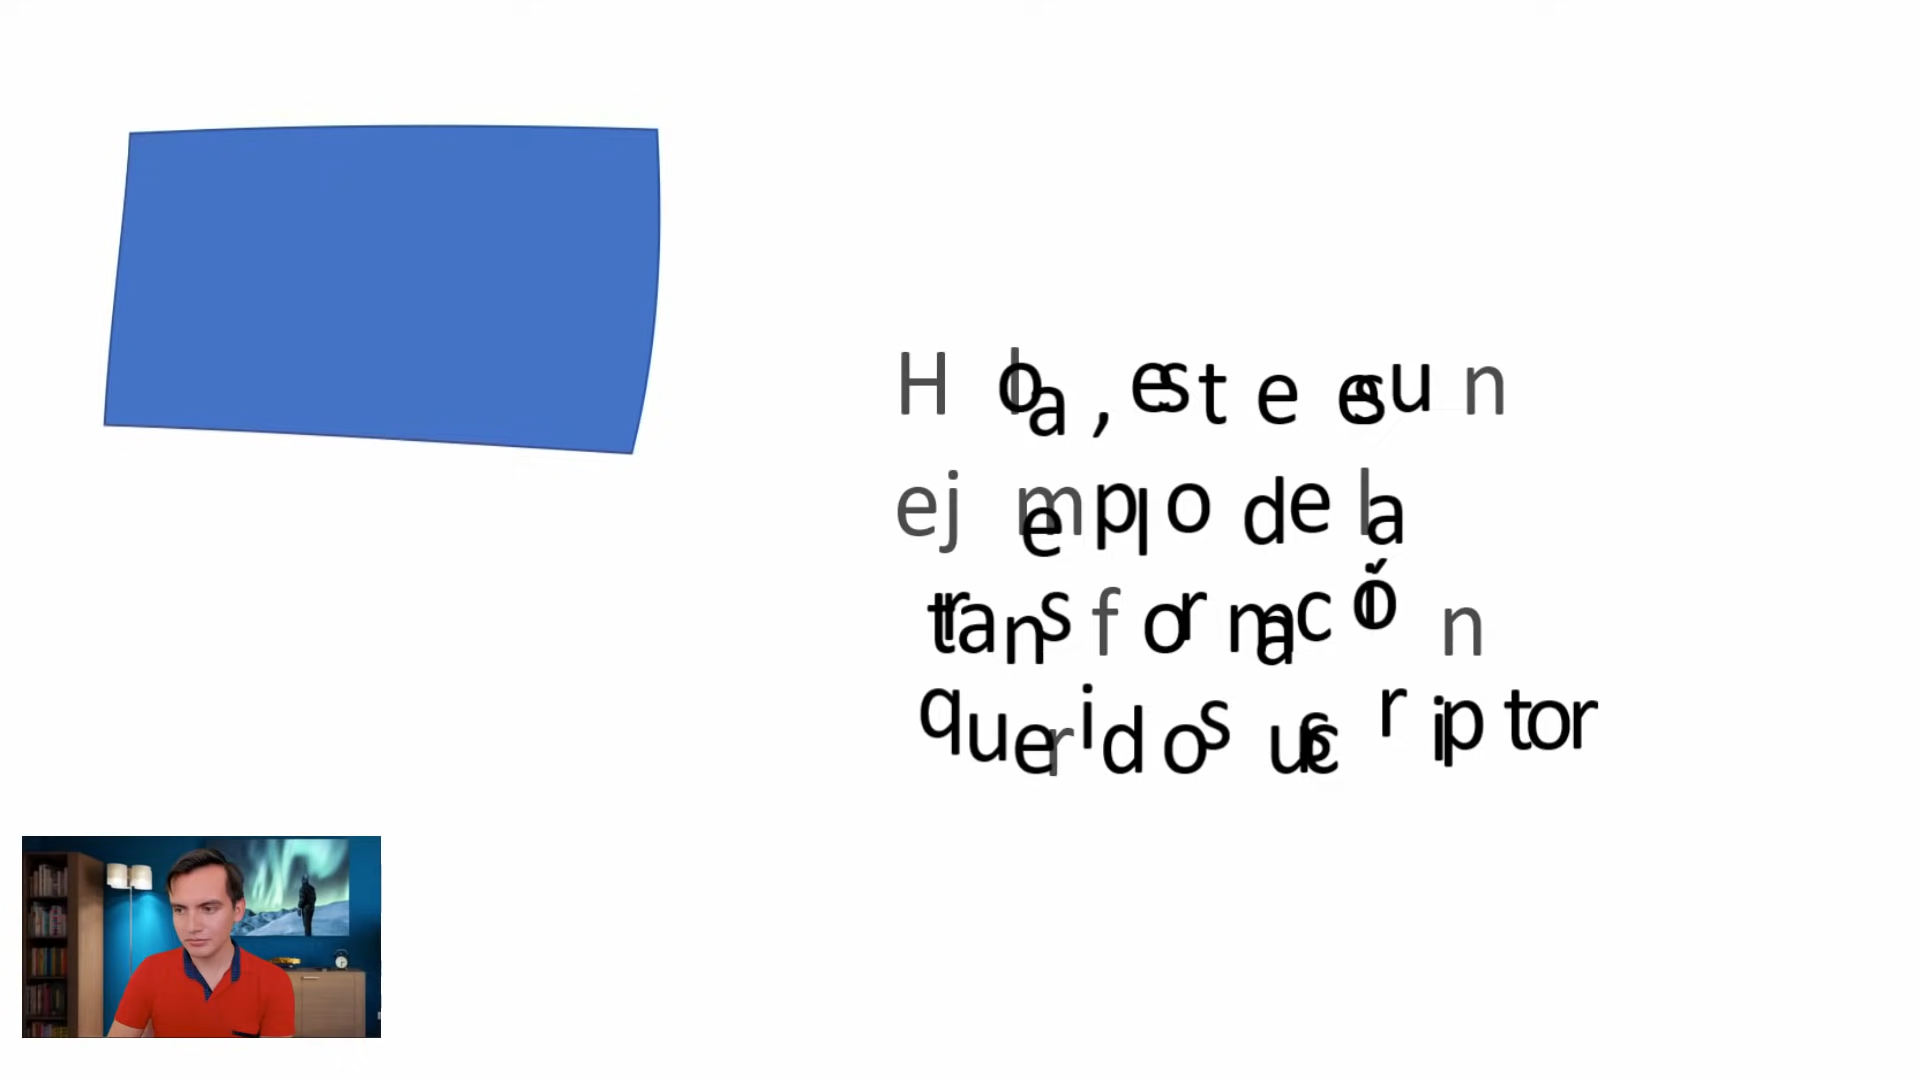 Hola, este es un
ejemplo de la
transformación
querido suscriptor